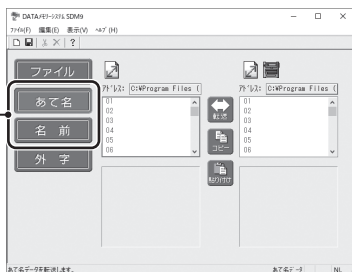 DATAメモリーシステム SDM9
ファイル(F) 編集(E) 表示(V) ヘルプ(H)
ファイル
あて名
名 前
外 字
アドレス: C:¥Program Files (
01
02
03
04
05
06
転送
コピー
貼り付け
アドレス: C:¥Program Files (
01
02
03
04
05
06
あて名データを転送します。
あて名データ
NL